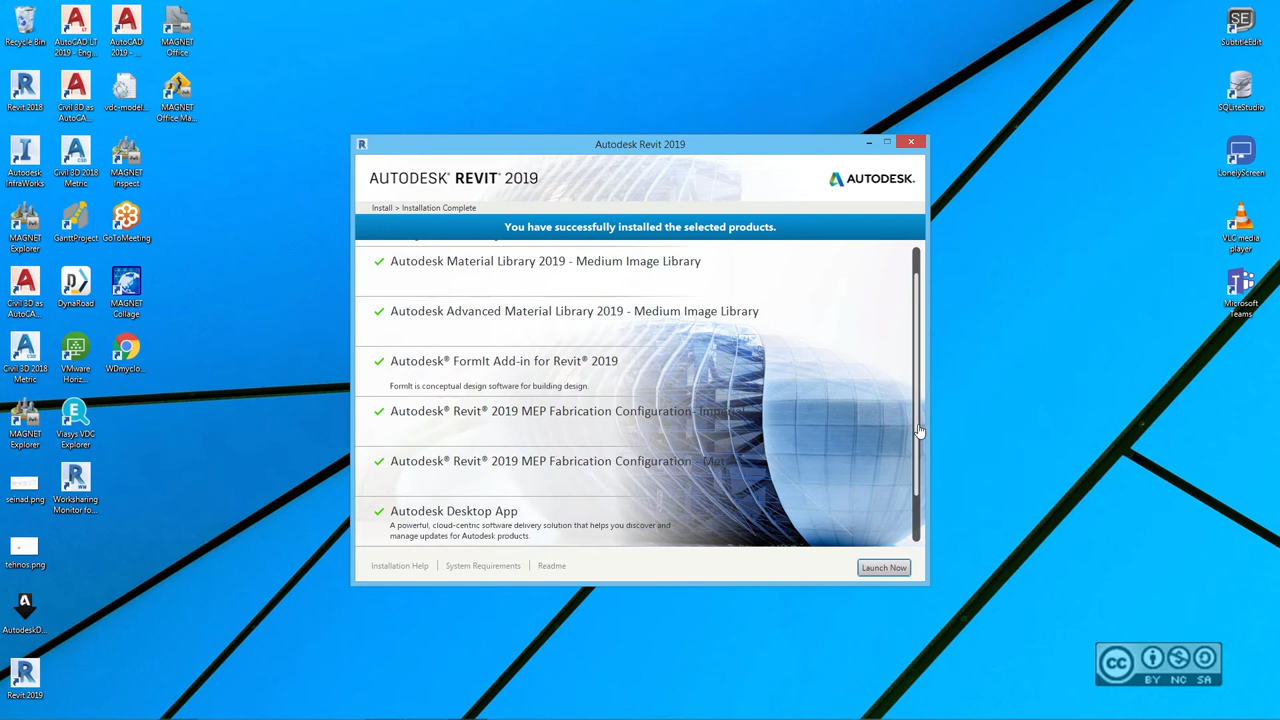 Recycle Bin
AutoCAD LT
2019 - Eng...
AutoCAD
2019 - ...
MAGNET
Office
Revit 2018
Civil 3D as
AutoCA...
vdc-model...
MAGNET
Office Ma...
Autodesk
InfraWorks
Civil 3D 2018
Metric
MAGNET
Inspect
MAGNET
Explorer
GanttProject
GoToMeeting
Civil 3D as
AutoCA...
DynaRoad
MAGNET
Collage
Civil 3D 2018
Metric
VMware
Horiz...
WDmyclo...
MAGNET
Explorer
Viasys VDC
Explorer
seinad.png
Worksharing
Monitor fo...
tehnos.png
AutodeskD...
Revit 2019
Autodesk Revit 2019
AUTODESK® REVIT® 2019
AUTODESK.
Install > Installation Complete
You have successfully installed the selected products.
Autodesk Material Library 2019 - Medium Image Library
Autodesk Advanced Material Library 2019 - Medium Image Library
Autodesk® FormIt Add-in for Revit® 2019
FormIt is conceptual design software for building design.
Autodesk® Revit® 2019 MEP Fabrication Configuration- Imperial
Autodesk® Revit® 2019 MEP Fabrication Configuration - Met
Autodesk Desktop App
A powerful, cloud-centric software delivery solution that helps you discover and
manage updates for Autodesk products.
Installation Help
System Requirements
Readme
Launch Now
SE
SubtitleEdit
SQLiteStudio
LonelyScreen
VLC media
player
Microsoft
Teams
cc
BY NC SA